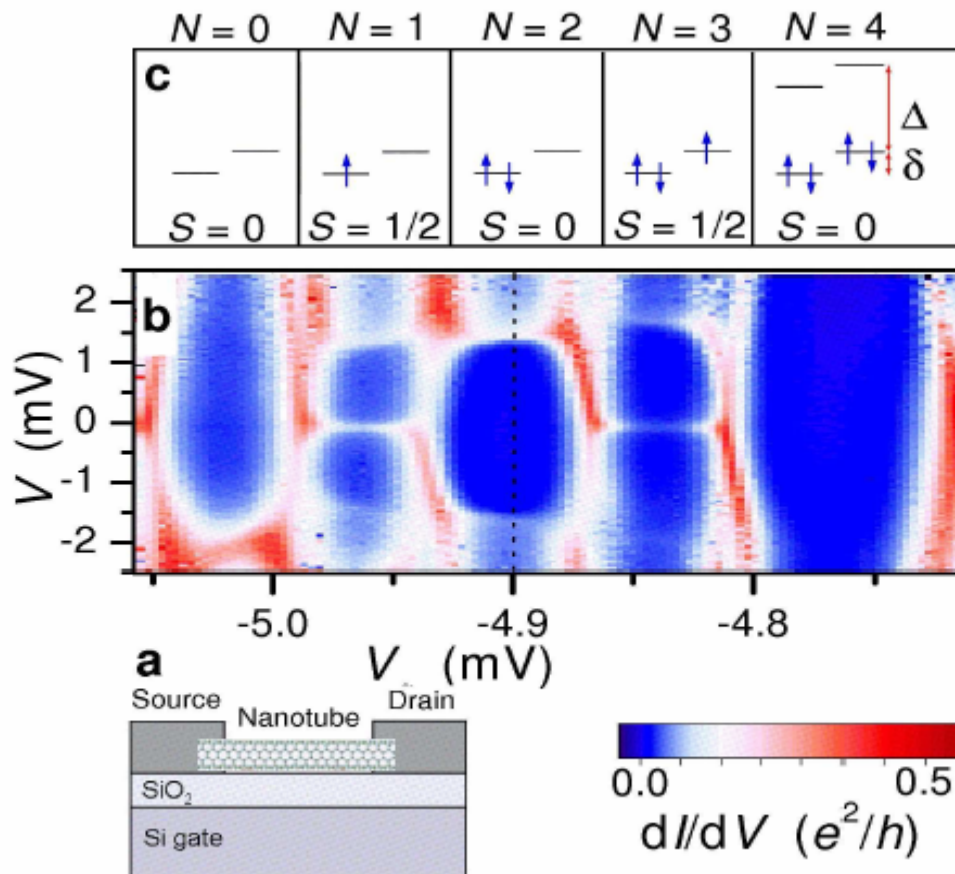 N = 0 N = 1 N = 2 N = 3 N = 4
c
Δ
δ
S = 0 S = 1/2 S = 0 S = 1/2 S = 0
b
2
1
0
-1
-2
V (mV)
-5.0 -4.9 -4.8
V (mV)
a
Source Drain
Nanotube
SiO₂
Si gate
0.0 0.5
dI/dV (e²/h)